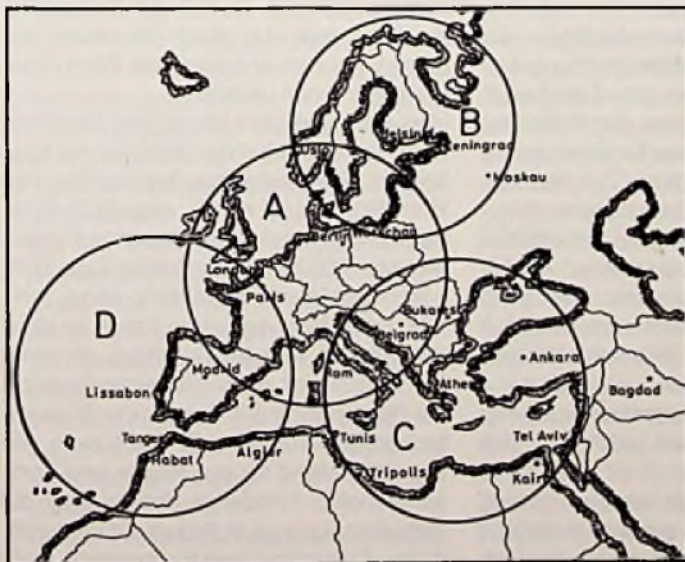 B
Helsinki
Oslo
Leningrad
Moskau
A
Berlin
Warschau
London
Paris
D
Bukarest
Belgrad
Madrid
Rom
Ankara
Lissabon
Athen
Bagdad
C
Tanger
Tunis
Tel Aviv
Rabat
Algier
Tripolis
Kairo